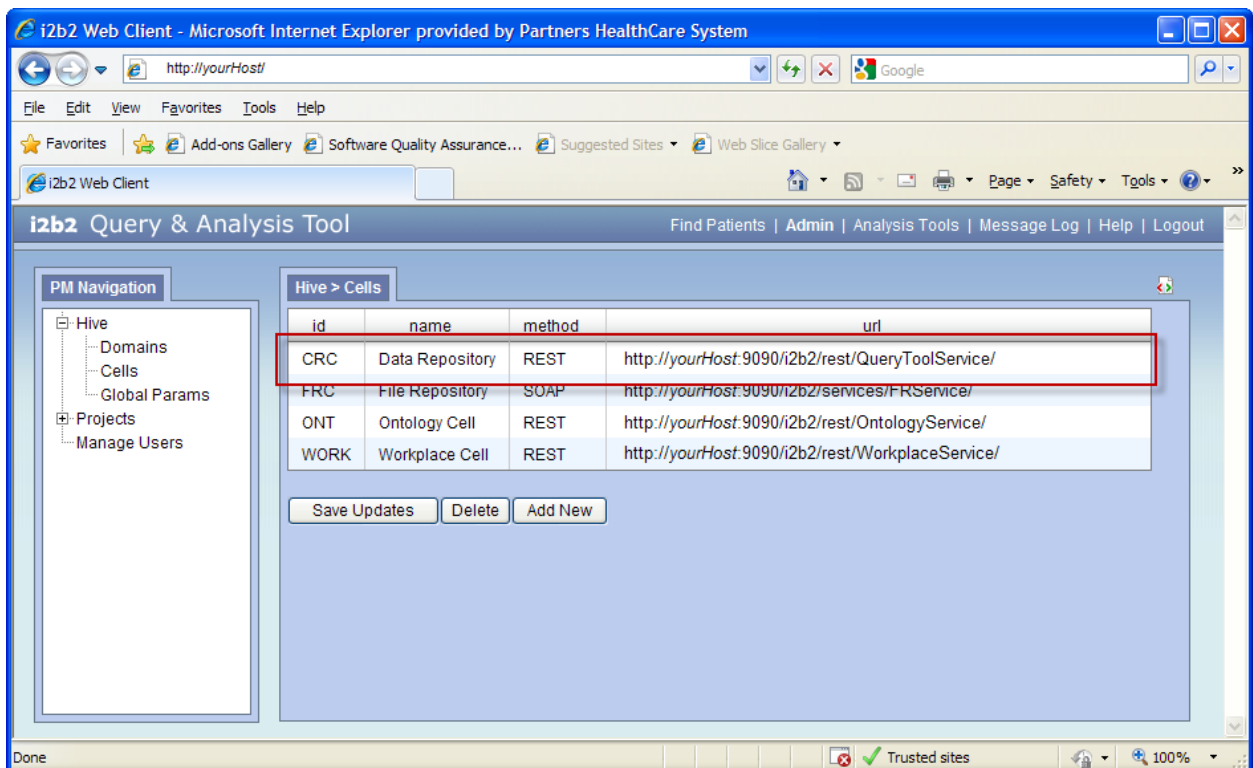 i2b2 Web Client - Microsoft Internet Explorer provided by Partners HealthCare System
http://yourHost/
Google
File Edit View Favorites Tools Help
Favorites Add-ons Gallery Software Quality Assurance... Suggested Sites Web Slice Gallery
i2b2 Web Client Page Safety Tools »
i2b2 Query & Analysis Tool Find Patients | Admin | Analysis Tools | Message Log | Help | Logout
PM Navigation Hive > Cells
Hive id name method url
Domains CRC Data Repository REST http://yourHost:9090/i2b2/rest/QueryToolService/
Cells FRC File Repository SOAP http://yourHost:9090/i2b2/services/FRService/
Global Params
Projects ONT Ontology Cell REST http://yourHost:9090/i2b2/rest/OntologyService/
Manage Users WORK Workplace Cell REST http://yourHost:9090/i2b2/rest/WorkplaceService/
Save Updates Delete Add New
Done Trusted sites 100%